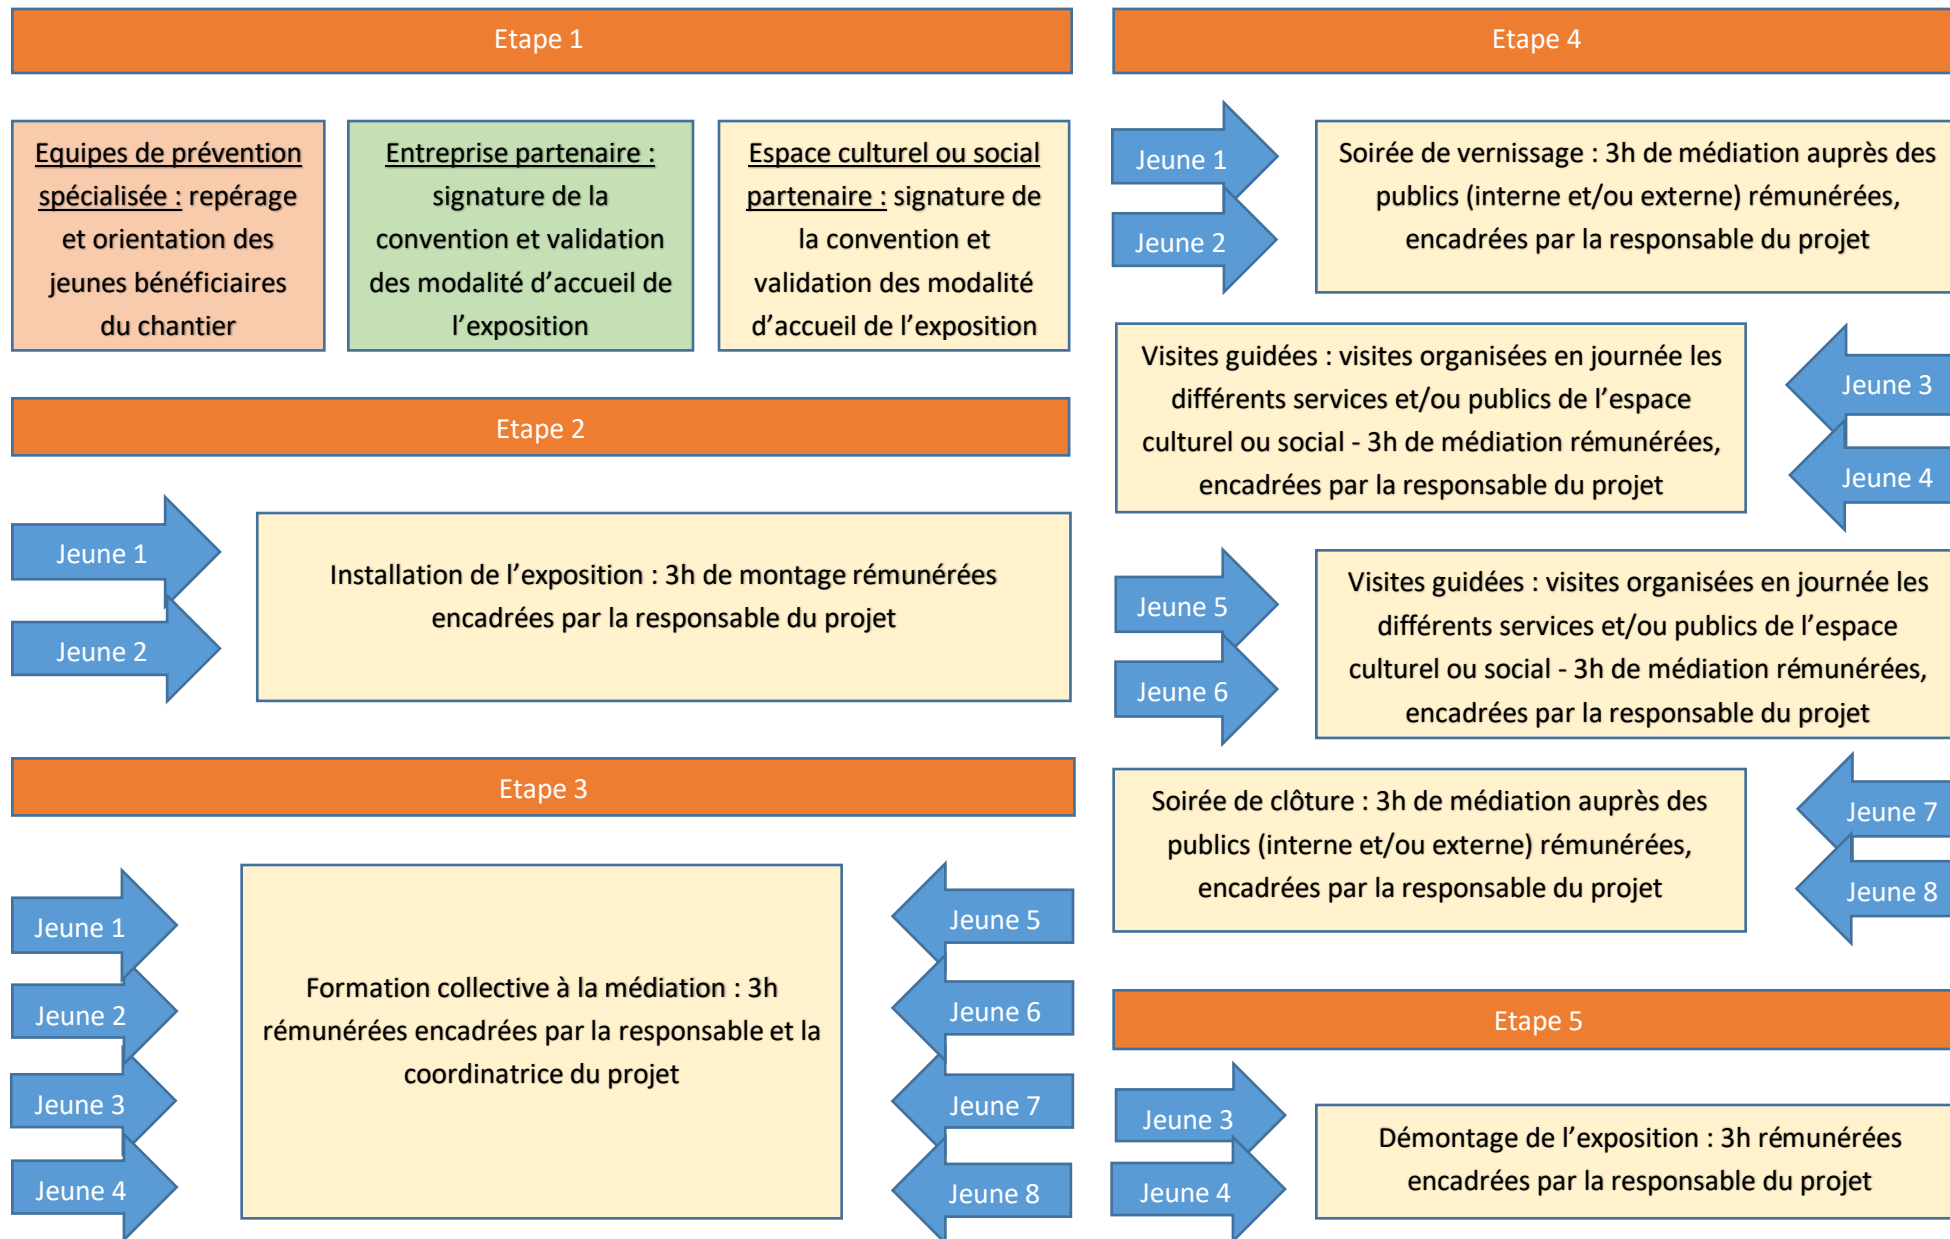 Etape 1
Equipes de prévention
spécialisée : repérage
et orientation des
jeunes bénéficiaires
du chantier
Entreprise partenaire :
signature de la
convention et validation
des modalité d’accueil de
l’exposition
Espace culturel ou social
partenaire : signature de
la convention et
validation des modalité
d’accueil de l’exposition
Etape 2
Jeune 1
Jeune 2
Installation de l’exposition : 3h de montage rémunérées
encadrées par la responsable du projet
Etape 3
Jeune 1
Jeune 2
Jeune 3
Jeune 4
Formation collective à la médiation : 3h
rémunérées encadrées par la responsable et la
coordinatrice du projet
Jeune 5
Jeune 6
Jeune 7
Jeune 8
Etape 4
Jeune 1
Jeune 2
Soirée de vernissage : 3h de médiation auprès des
publics (interne et/ou externe) rémunérées,
encadrées par la responsable du projet
Visites guidées : visites organisées en journée les
différents services et/ou publics de l’espace
culturel ou social - 3h de médiation rémunérées,
encadrées par la responsable du projet
Jeune 3
Jeune 4
Jeune 5
Jeune 6
Visites guidées : visites organisées en journée les
différents services et/ou publics de l’espace
culturel ou social - 3h de médiation rémunérées,
encadrées par la responsable du projet
Soirée de clôture : 3h de médiation auprès des
publics (interne et/ou externe) rémunérées,
encadrées par la responsable du projet
Jeune 7
Jeune 8
Etape 5
Jeune 3
Jeune 4
Démontage de l’exposition : 3h rémunérées
encadrées par la responsable du projet